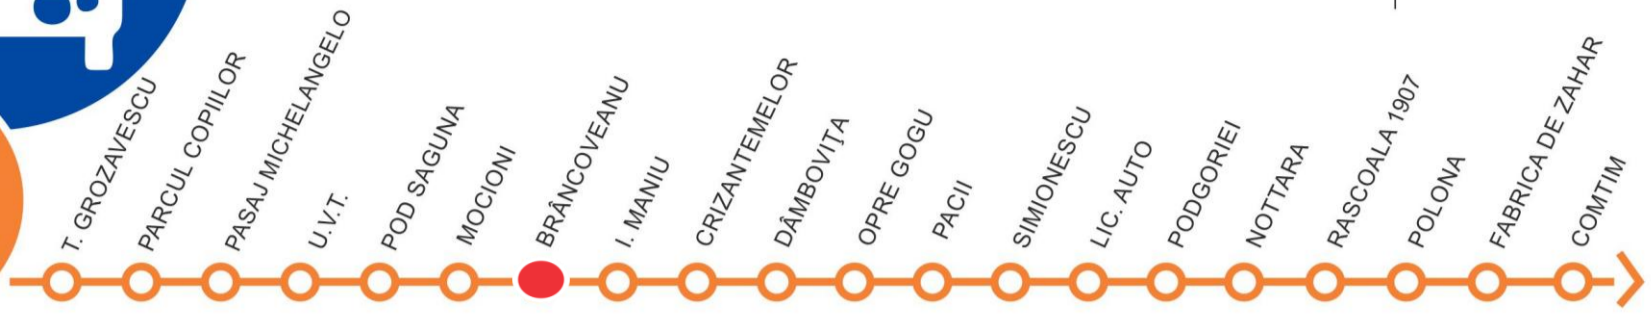 T. GROZAVESCU
PARCUL COPIILOR
PASAJ MICHELANGELO
U.V.T.
POD SAGUNA
MOCIONI
BRÂNCOVEANU
I. MANIU
CRIZANTEMELOR
DÂMBOVIŢA
OPRE GOGU
PACII
SIMIONESCU
LIC. AUTO
PODGORIEI
NOTTARA
RASCOALA 1907
POLONA
FABRICA DE ZAHAR
COMTIM